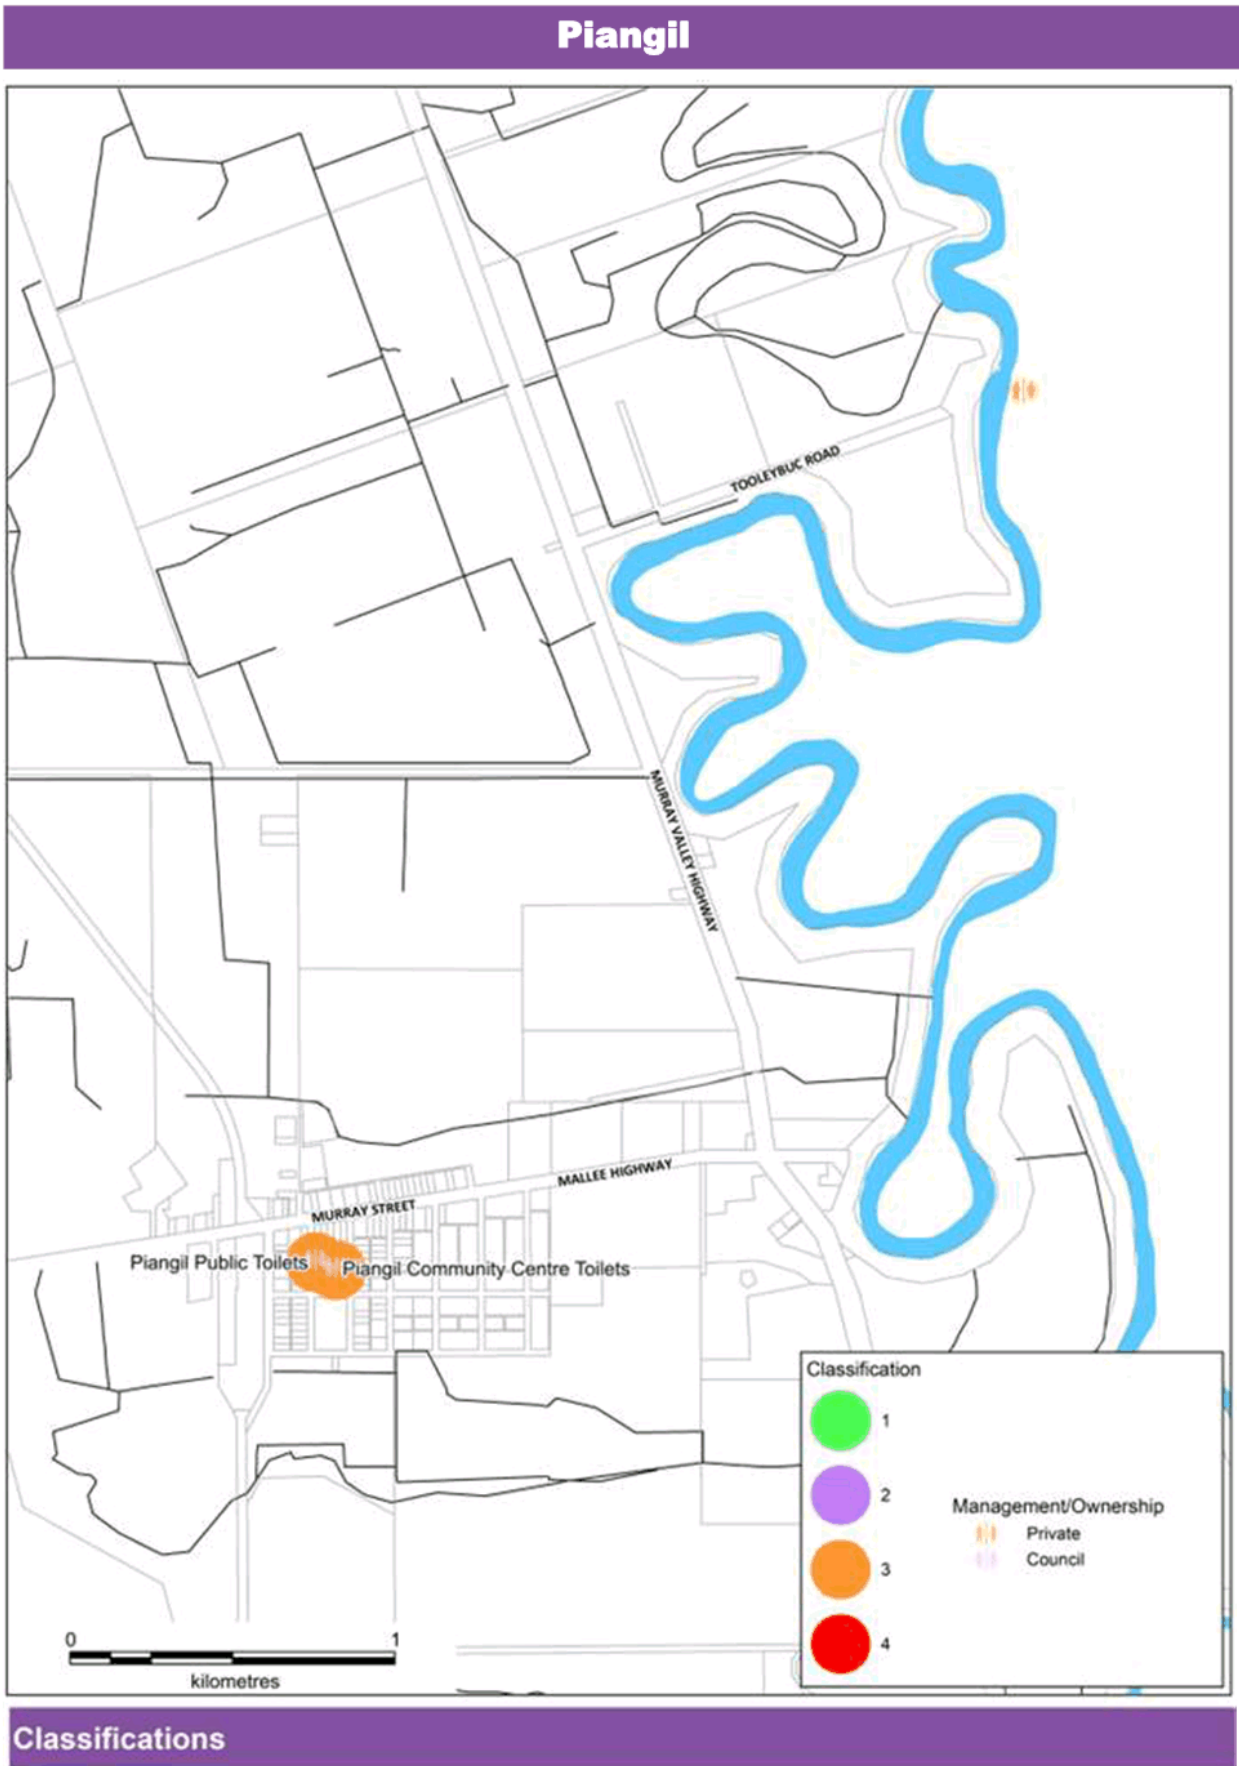 Piangil
TOOLEYBUC ROAD
MURRAY VALLEY HIGHWAY
MALLEE HIGHWAY
MURRAY STREET
Piangil Public Toilets
Piangil Community Centre Toilets
Classification
1
2
3
4
Management/Ownership
Private
Council
0 1
kilometres
Classifications